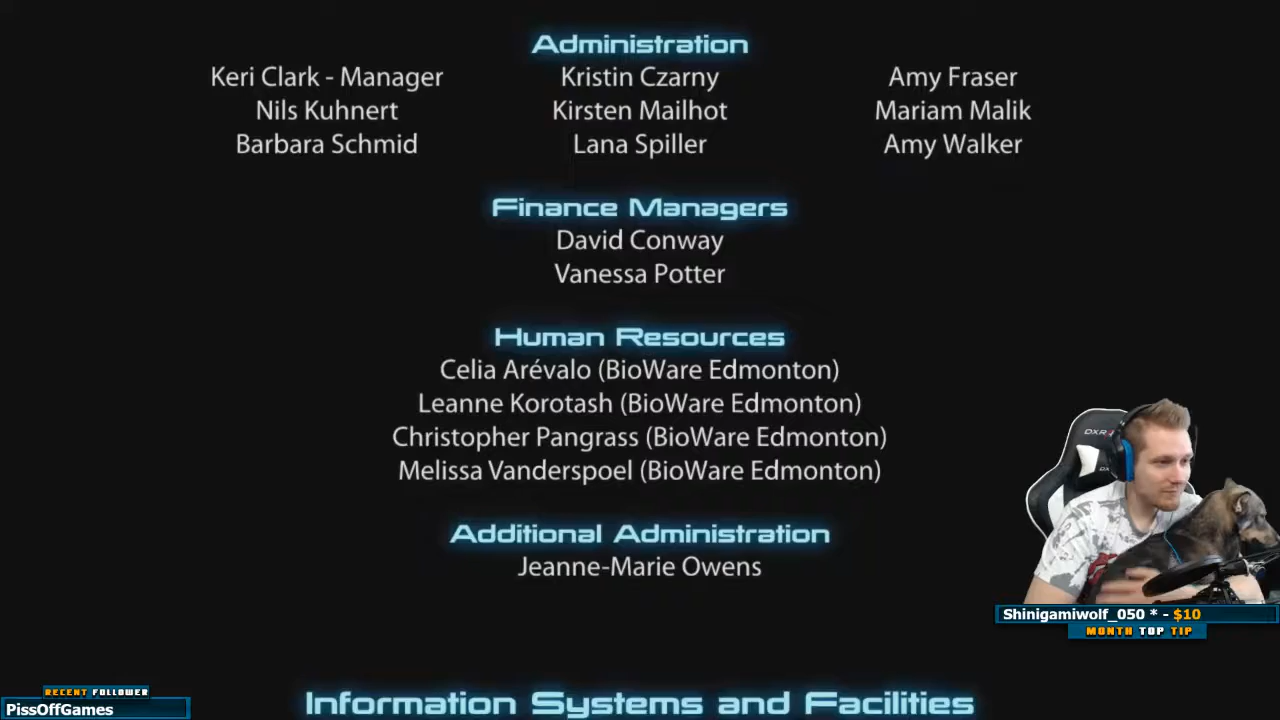 Administration
Keri Clark - Manager Kristin Czarny Amy Fraser
Nils Kuhnert Kirsten Mailhot Mariam Malik
Barbara Schmid Lana Spiller Amy Walker
Finance Managers
David Conway
Vanessa Potter
Human Resources
Celia Arévalo (BioWare Edmonton)
Leanne Korotash (BioWare Edmonton)
Christopher Pangrass (BioWare Edmonton)
Melissa Vanderspoel (BioWare Edmonton)
Additional Administration
Jeanne-Marie Owens
Information Systems and Facilities
DXR
Shinigamiwolf_050 * - $10
MONTH TOP TIP
RECENT FOLLOWER
PissOffGames